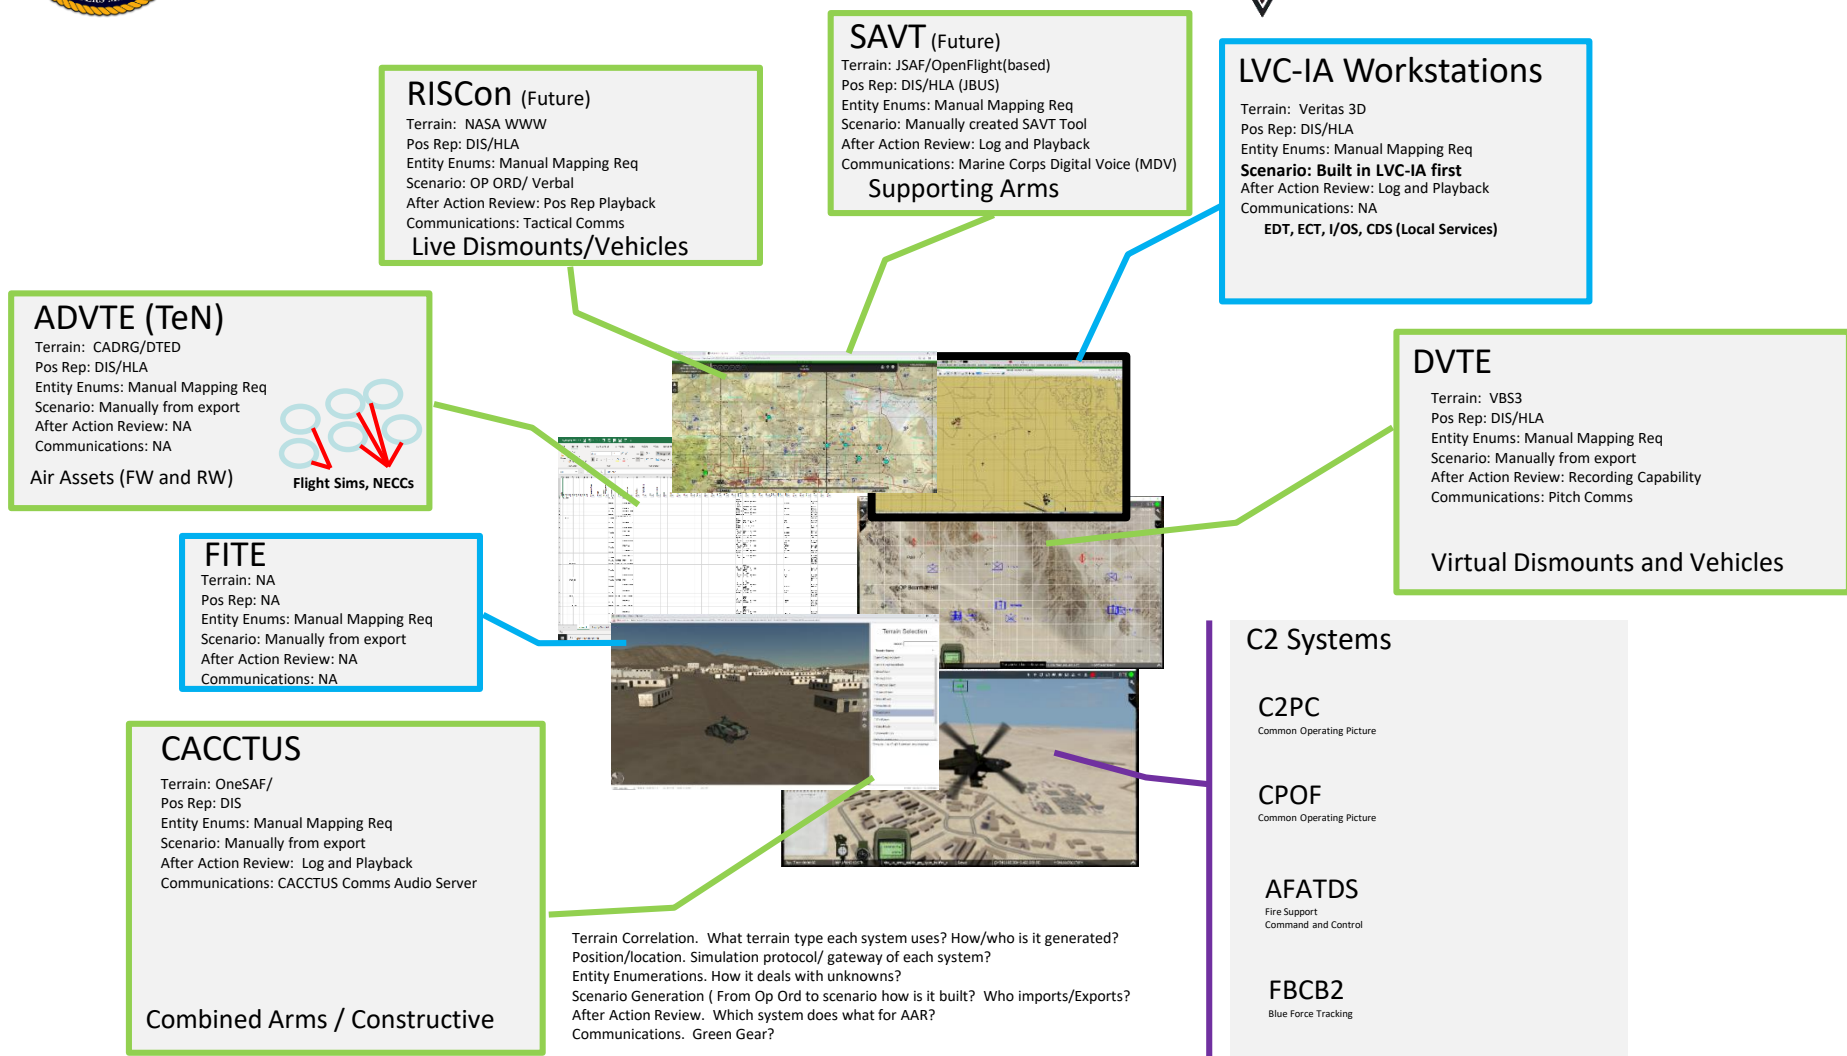 SAVT (Future)
Terrain: JSAF/OpenFlight(based)
Pos Rep: DIS/HLA (JBUS)
Entity Enums: Manual Mapping Req
Scenario: Manually created SAVT Tool
After Action Review: Log and Playback
Communications: Marine Corps Digital Voice (MDV)
Supporting Arms
LVC-IA Workstations
Terrain: Veritas 3D
Pos Rep: DIS/HLA
Entity Enums: Manual Mapping Req
Scenario: Built in LVC-IA first
After Action Review: Log and Playback
Communications: NA
EDT, ECT, I/OS, CDS (Local Services)
RISCon (Future)
Terrain: NASA WWW
Pos Rep: DIS/HLA
Entity Enums: Manual Mapping Req
Scenario: OP ORD/ Verbal
After Action Review: Pos Rep Playback
Communications: Tactical Comms
Live Dismounts/Vehicles
ADVTE (TeN)
Terrain: CADRG/DTED
Pos Rep: DIS/HLA
Entity Enums: Manual Mapping Req
Scenario: Manually from export
After Action Review: NA
Communications: NA
Air Assets (FW and RW)
Flight Sims, NECCs
DVTE
Terrain: VBS3
Pos Rep: DIS/HLA
Entity Enums: Manual Mapping Req
Scenario: Manually from export
After Action Review: Recording Capability
Communications: Pitch Comms
Virtual Dismounts and Vehicles
FITE
Terrain: NA
Pos Rep: NA
Entity Enums: Manual Mapping Req
Scenario: Manually from export
After Action Review: NA
Communications: NA
Terrain Selection
C2 Systems
C2PC
Common Operating Picture
CPOF
Common Operating Picture
AFATDS
Fire Support
Command and Control
FBCB2
Blue Force Tracking
CACCTUS
Terrain: OneSAF/
Pos Rep: DIS
Entity Enums: Manual Mapping Req
Scenario: Manually from export
After Action Review: Log and Playback
Communications: CACCTUS Comms Audio Server
Combined Arms / Constructive
Terrain Correlation. What terrain type each system uses? How/who is it generated?
Position/location. Simulation protocol/ gateway of each system?
Entity Enumerations. How it deals with unknowns?
Scenario Generation ( From Op Ord to scenario how is it built? Who imports/Exports?
After Action Review. Which system does what for AAR?
Communications. Green Gear?